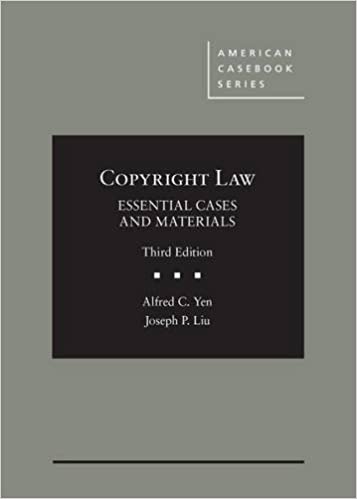 AMERICAN
CASEBOOK
SERIES
COPYRIGHT LAW
ESSENTIAL CASES
AND MATERIALS
Third Edition
Alfred C. Yen
Joseph P. Liu